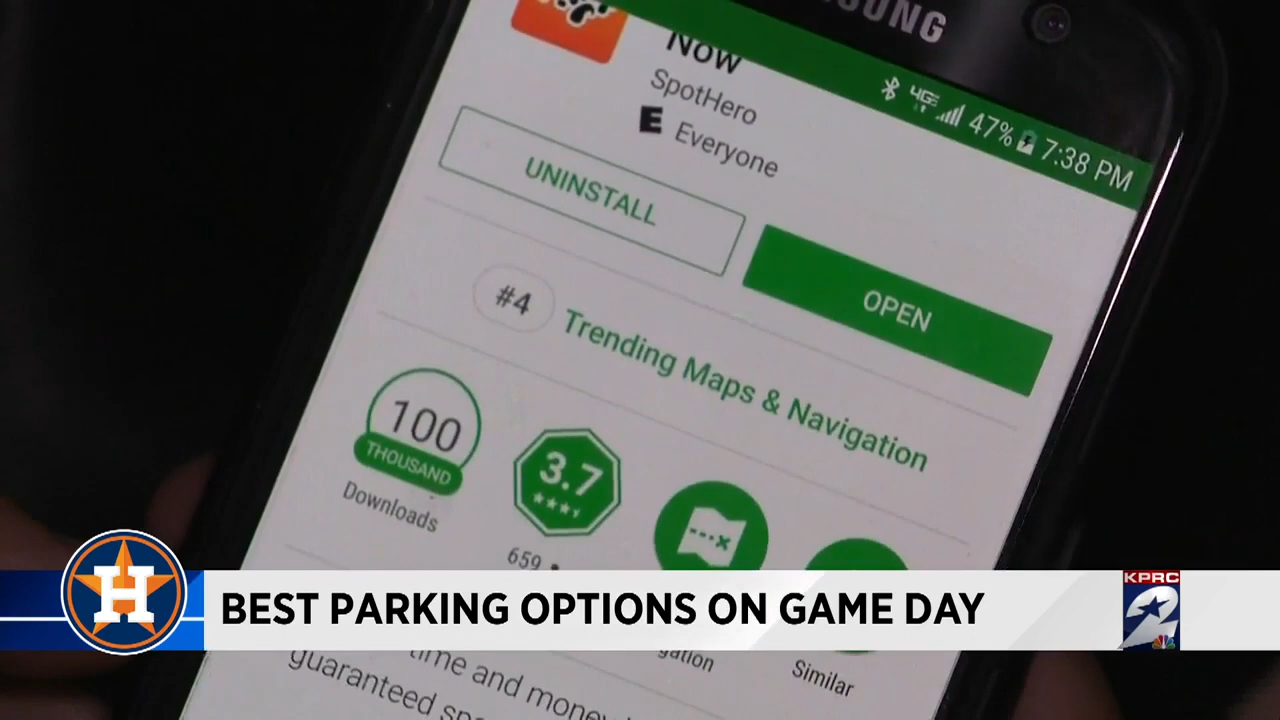 SUNG
47% 7:38 PM
Now
SpotHero
E Everyone
UNINSTALL
OPEN
#4 Trending Maps & Navigation
100
THOUSAND
Downloads
3.7
659
Similar
H
BEST PARKING OPTIONS ON GAME DAY
KPRC
2
time and money
guaranteed